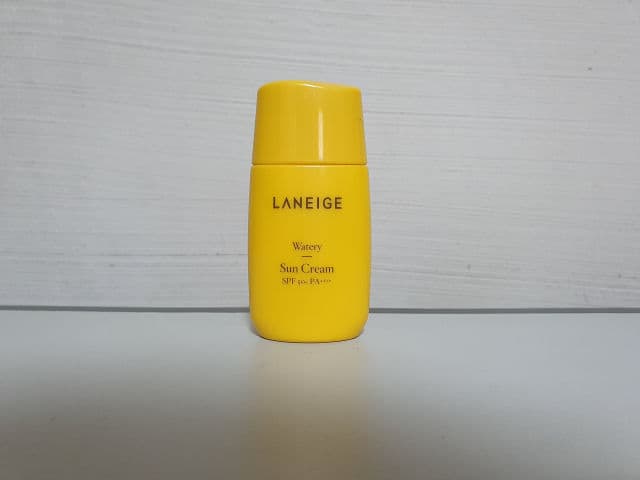 LANEIGE
Watery
Sun Cream
SPF 50+ PA++++